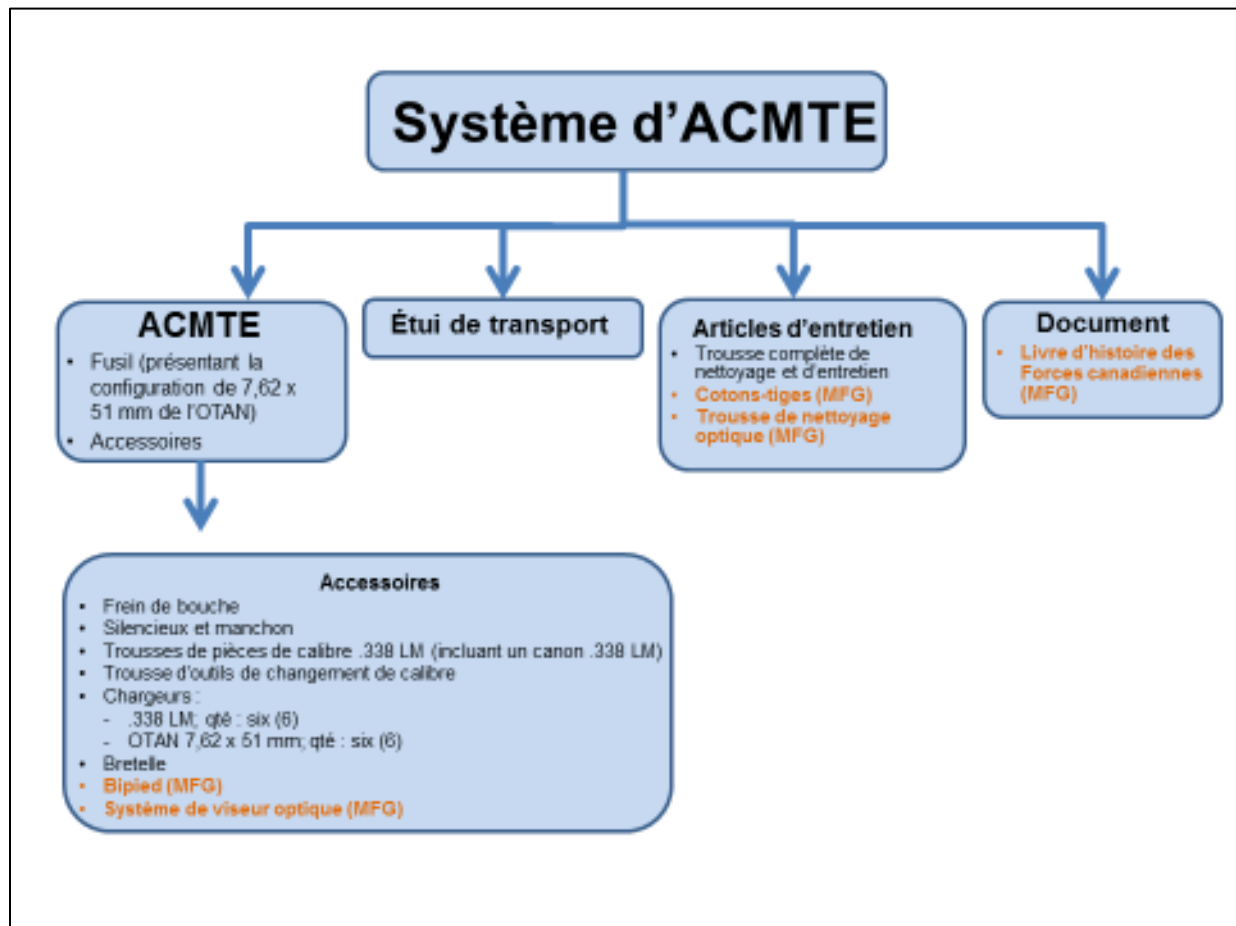 Système d'ACMTE
ACMTE
• Fusil (présentant la
configuration de 7,62 x
51 mm de l'OTAN)
• Accessoires
Étui de transport
Articles d'entretien
• Trousse complète de
nettoyage et d'entretien
• Cotons-tiges (MFG)
• Trousse de nettoyage
optique (MFG)
Document
• Livre d'histoire des
Forces canadiennes
(MFG)
Accessoires
• Frein de bouche
• Silencieux et manchon
• Trousses de pièces de calibre .338 LM (incluant un canon .338 LM)
• Trousse d'outils de changement de calibre
• Chargeurs :
- .338 LM; qté : six (6)
- OTAN 7,62 x 51 mm; qté : six (6)
• Bretelle
• Bipied (MFG)
• Système de viseur optique (MFG)